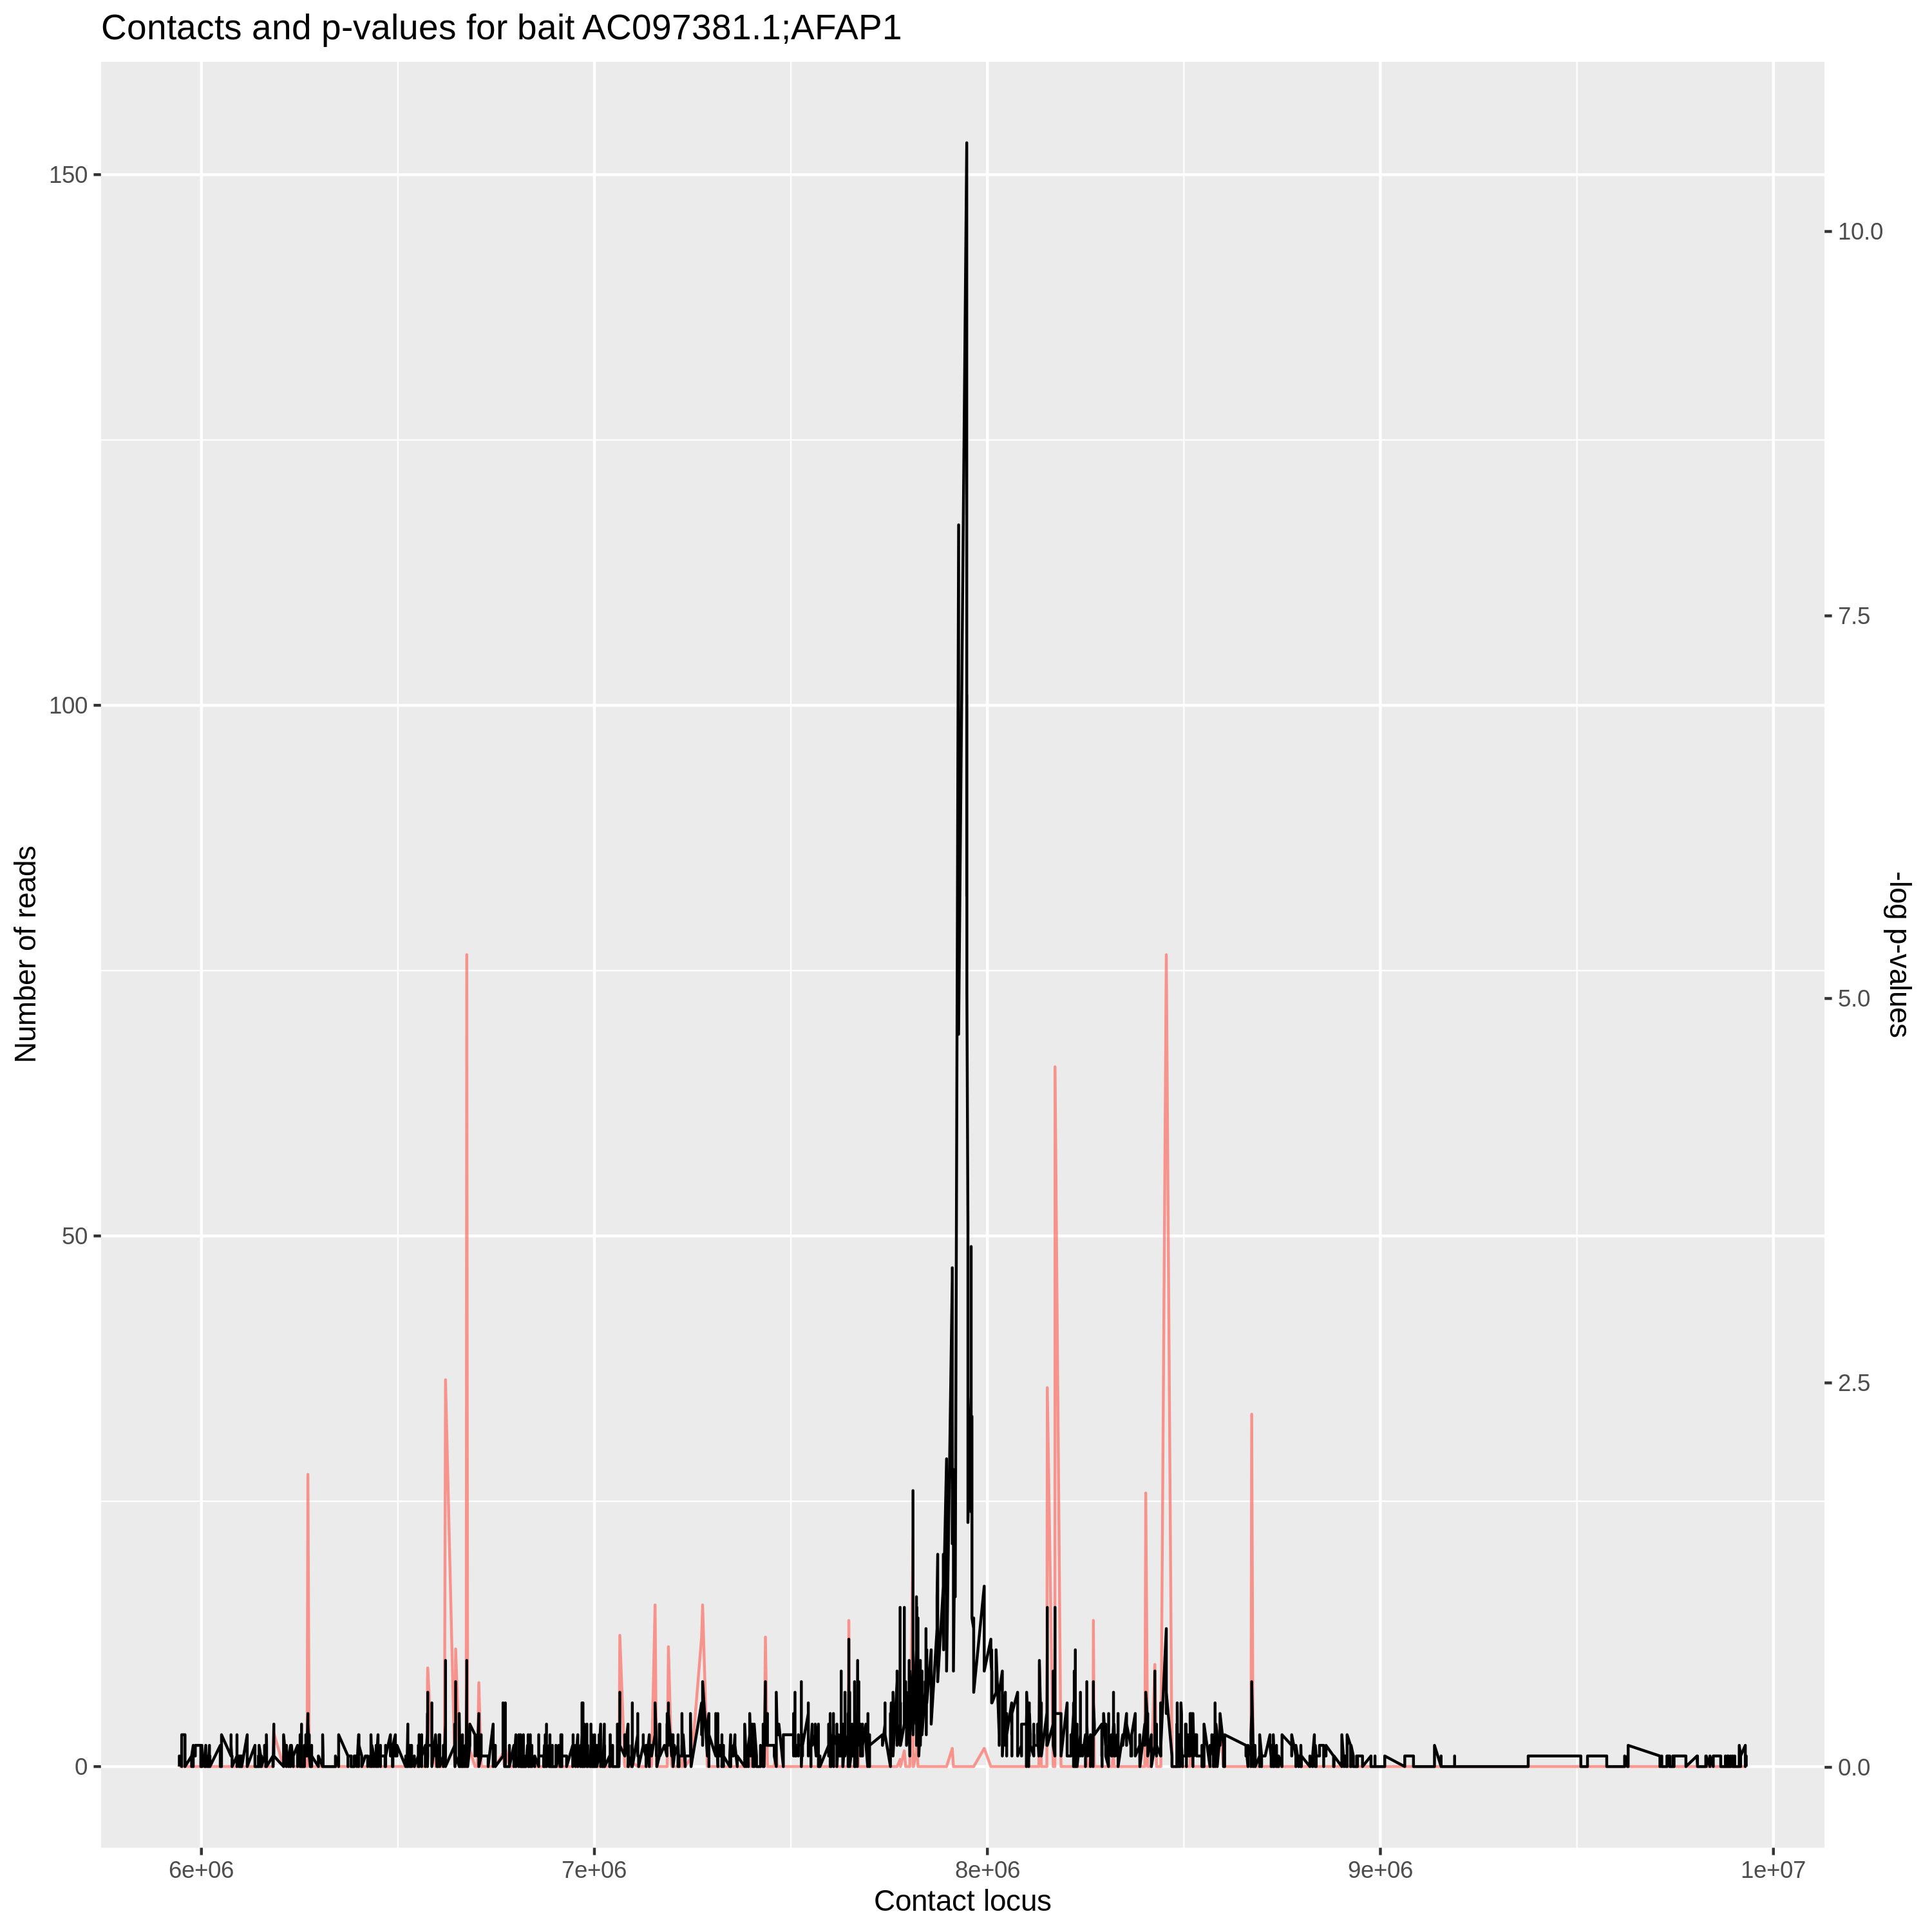 Contacts and p-values for bait AC097381.1;AFAP1
150
100
50
0
Number of reads
10.0
7.5
5.0
2.5
0.0
-log p-values
6e+06
7e+06
8e+06
9e+06
1e+07
Contact locus